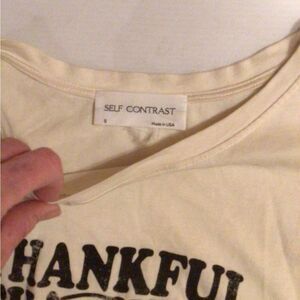 SELF CONTRAST
S
Made in USA
THANKFUL